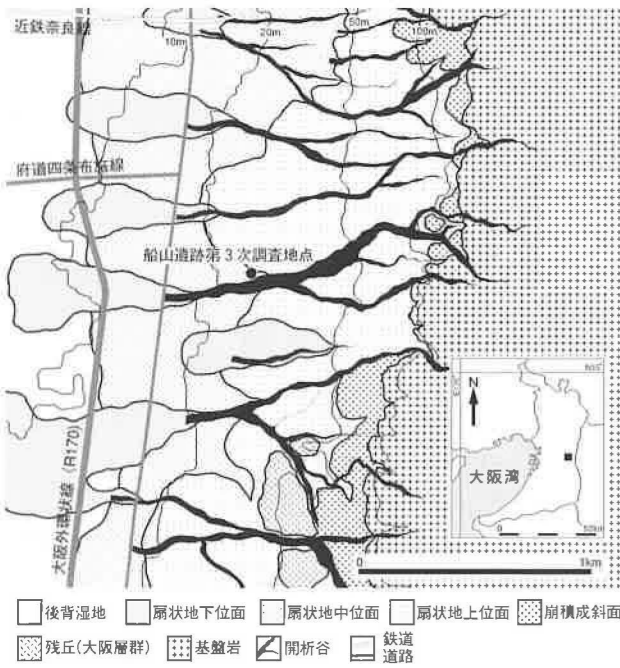 近鉄奈良線
10m
20m
50m
100m
府道四条布施線
船山遺跡第3次調査地点
大阪外環状線(R170)
N
大阪湾
50km
0
1km
後背湿地
扇状地下位面
扇状地中位面
扇状地上位面
崩積成斜面
残丘(大阪層群)
基盤岩
開析谷
鉄道
道路